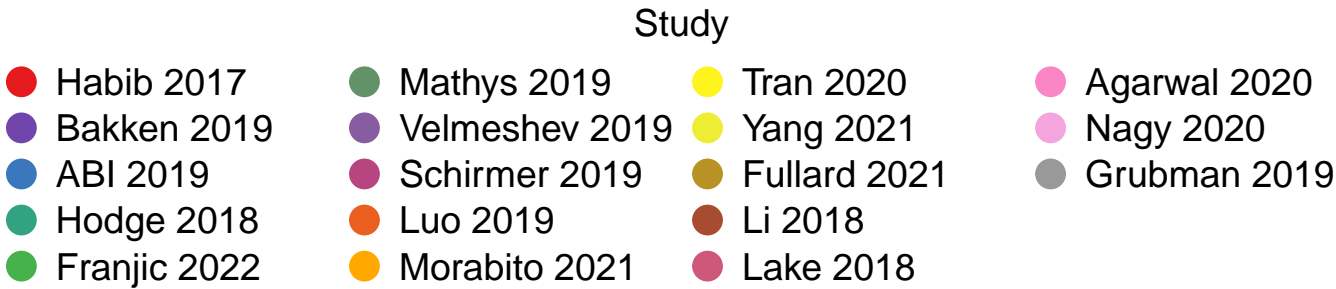 Study
Habib 2017
Bakken 2019
ABI 2019
Hodge 2018
Franjic 2022
Mathys 2019
Velmeshev 2019
Schirmer 2019
Luo 2019
Morabito 2021
Tran 2020
Yang 2021
Fullard 2021
Li 2018
Lake 2018
Agarwal 2020
Nagy 2020
Grubman 2019